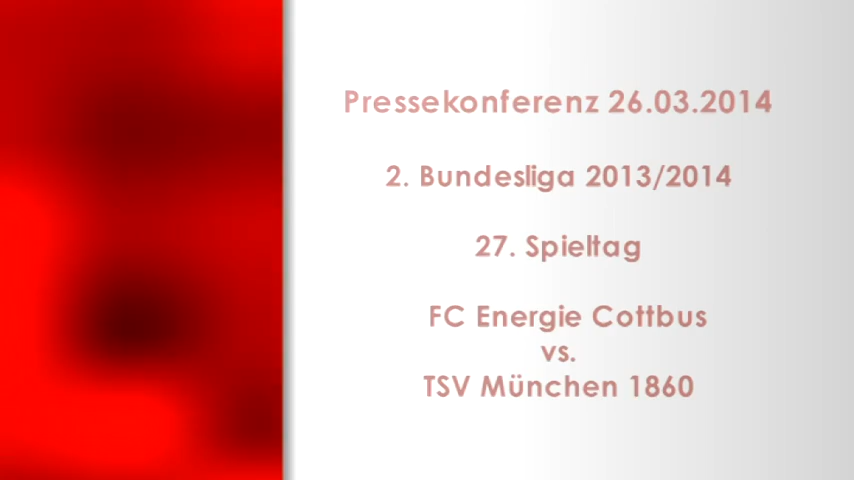 Pressekonferenz 26.03.2014
2. Bundesliga 2013/2014
27. Spieltag
FC Energie Cottbus
vs.
TSV München 1860